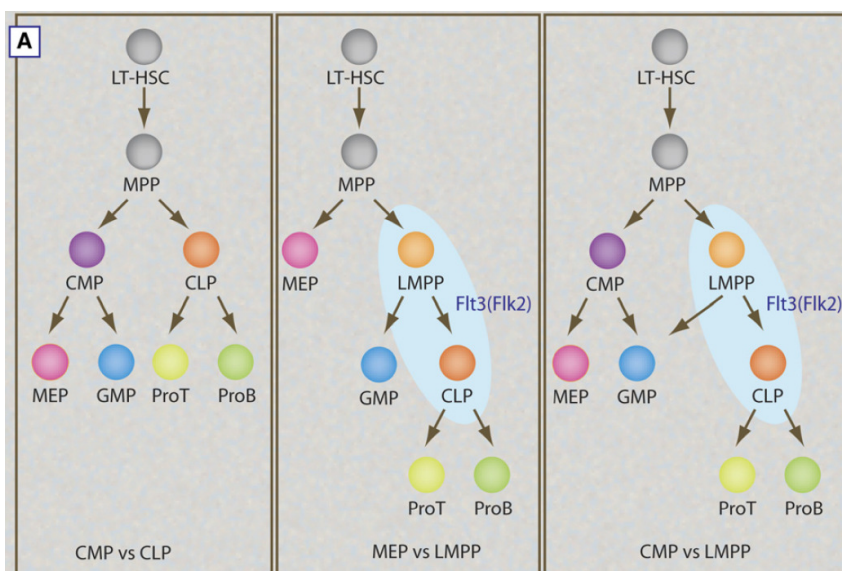 A
LT-HSC
MPP
CMP CLP
MEP GMP ProT ProB
CMP vs CLP
LT-HSC
MPP
MEP LMPP
Flt3(Flk2)
GMP CLP
ProT ProB
MEP vs LMPP
LT-HSC
MPP
CMP LMPP
Flt3(Flk2)
MEP GMP CLP
ProT ProB
CMP vs LMPP